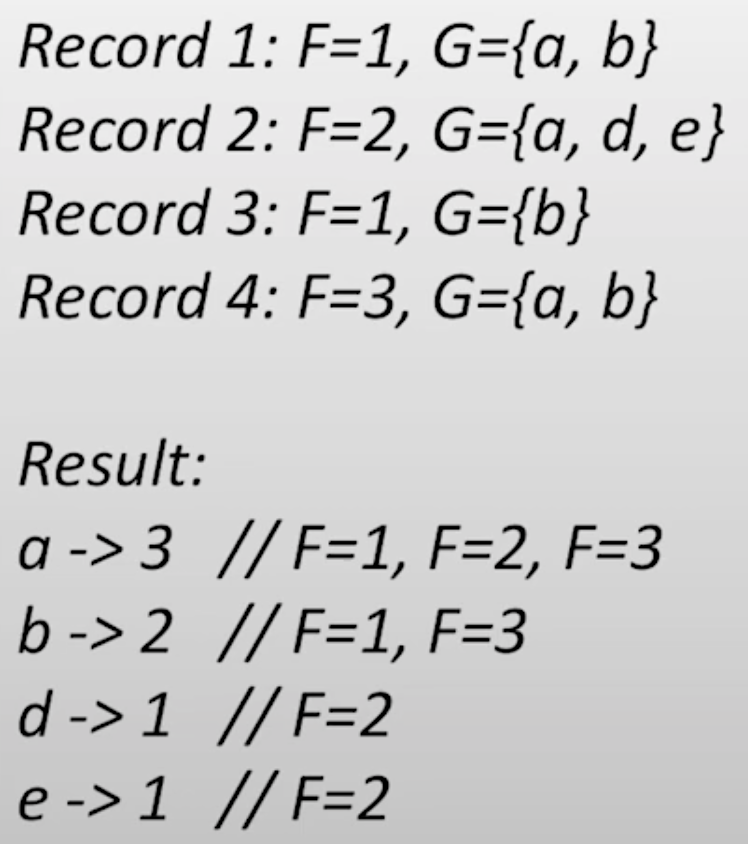 Record 1: F=1, G={a, b}
Record 2: F=2, G={a, d, e}
Record 3: F=1, G={b}
Record 4: F=3, G={a, b}
Result:
a -> 3 // F=1, F=2, F=3
b -> 2 // F=1, F=3
d -> 1 // F=2
e -> 1 // F=2